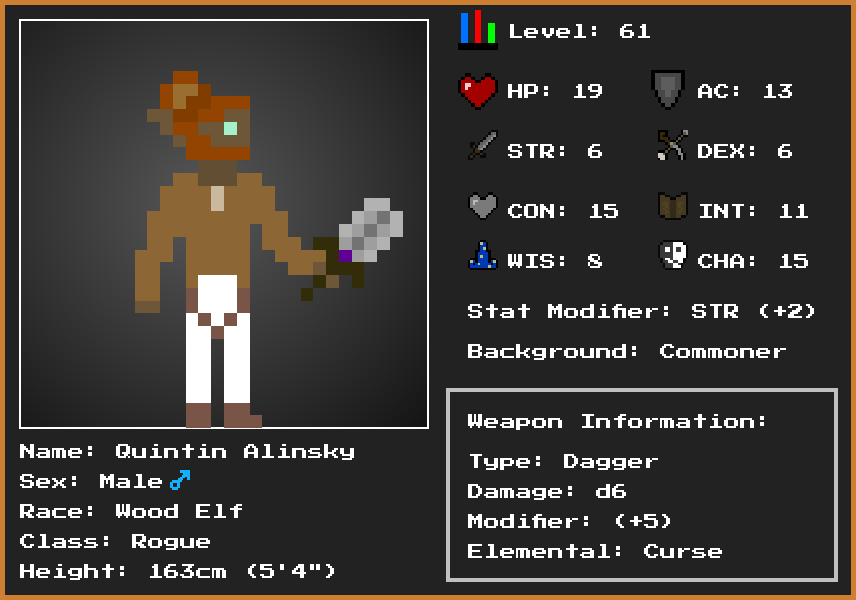 Level: 61
HP: 19 AC: 13
STR: 6 DEX: 6
CON: 15 INT: 11
WIS: 8 CHA: 15
Stat Modifier: STR (+2)
Background: Commoner
Weapon Information:
Type: Dagger
Damage: d6
Modifier: (+5)
Elemental: Curse
Name: Quintin Alinsky
Sex: Male♂
Race: Wood Elf
Class: Rogue
Height: 163cm (5'4")